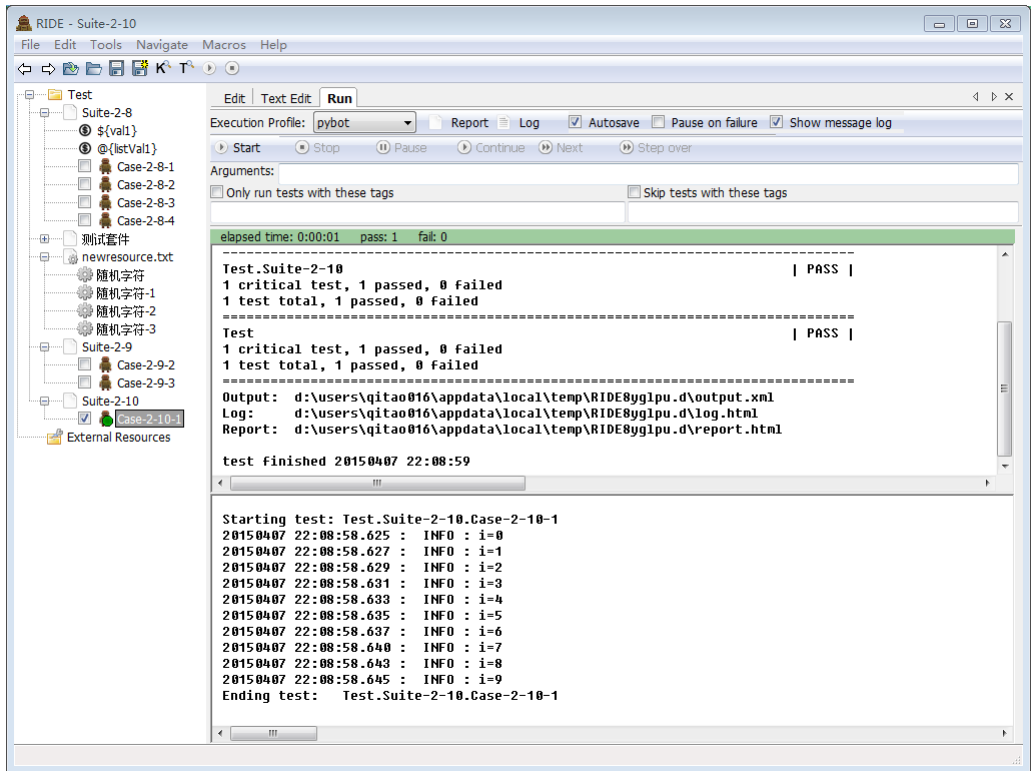 RIDE - Suite-2-10
File Edit Tools Navigate Macros Help
Test
Suite-2-8
${val1}
@{listVal1}
Case-2-8-1
Case-2-8-2
Case-2-8-3
Case-2-8-4
测试套件
newresource.txt
随机字符
随机字符-1
随机字符-2
随机字符-3
Suite-2-9
Case-2-9-2
Case-2-9-3
Suite-2-10
Case-2-10-1
External Resources
Edit Text Edit Run
Execution Profile: pybot Report Log Autosave Pause on failure Show message log
Start Stop Pause Continue Next Step over
Arguments:
Only run tests with these tags Skip tests with these tags
elapsed time: 0:00:01 pass: 1 fail: 0
------------------------------------------------------------------------------
Test.Suite-2-10 | PASS |
1 critical test, 1 passed, 0 failed
1 test total, 1 passed, 0 failed
==============================================================================
Test | PASS |
1 critical test, 1 passed, 0 failed
1 test total, 1 passed, 0 failed
==============================================================================
Output: d:\users\qitao016\appdata\local\temp\RIDE8yglpu.d\output.xml
Log: d:\users\qitao016\appdata\local\temp\RIDE8yglpu.d\log.html
Report: d:\users\qitao016\appdata\local\temp\RIDE8yglpu.d\report.html
test finished 20150407 22:08:59
Starting test: Test.Suite-2-10.Case-2-10-1
20150407 22:08:58.625 : INFO : i=0
20150407 22:08:58.627 : INFO : i=1
20150407 22:08:58.629 : INFO : i=2
20150407 22:08:58.631 : INFO : i=3
20150407 22:08:58.633 : INFO : i=4
20150407 22:08:58.635 : INFO : i=5
20150407 22:08:58.637 : INFO : i=6
20150407 22:08:58.640 : INFO : i=7
20150407 22:08:58.643 : INFO : i=8
20150407 22:08:58.645 : INFO : i=9
Ending test: Test.Suite-2-10.Case-2-10-1